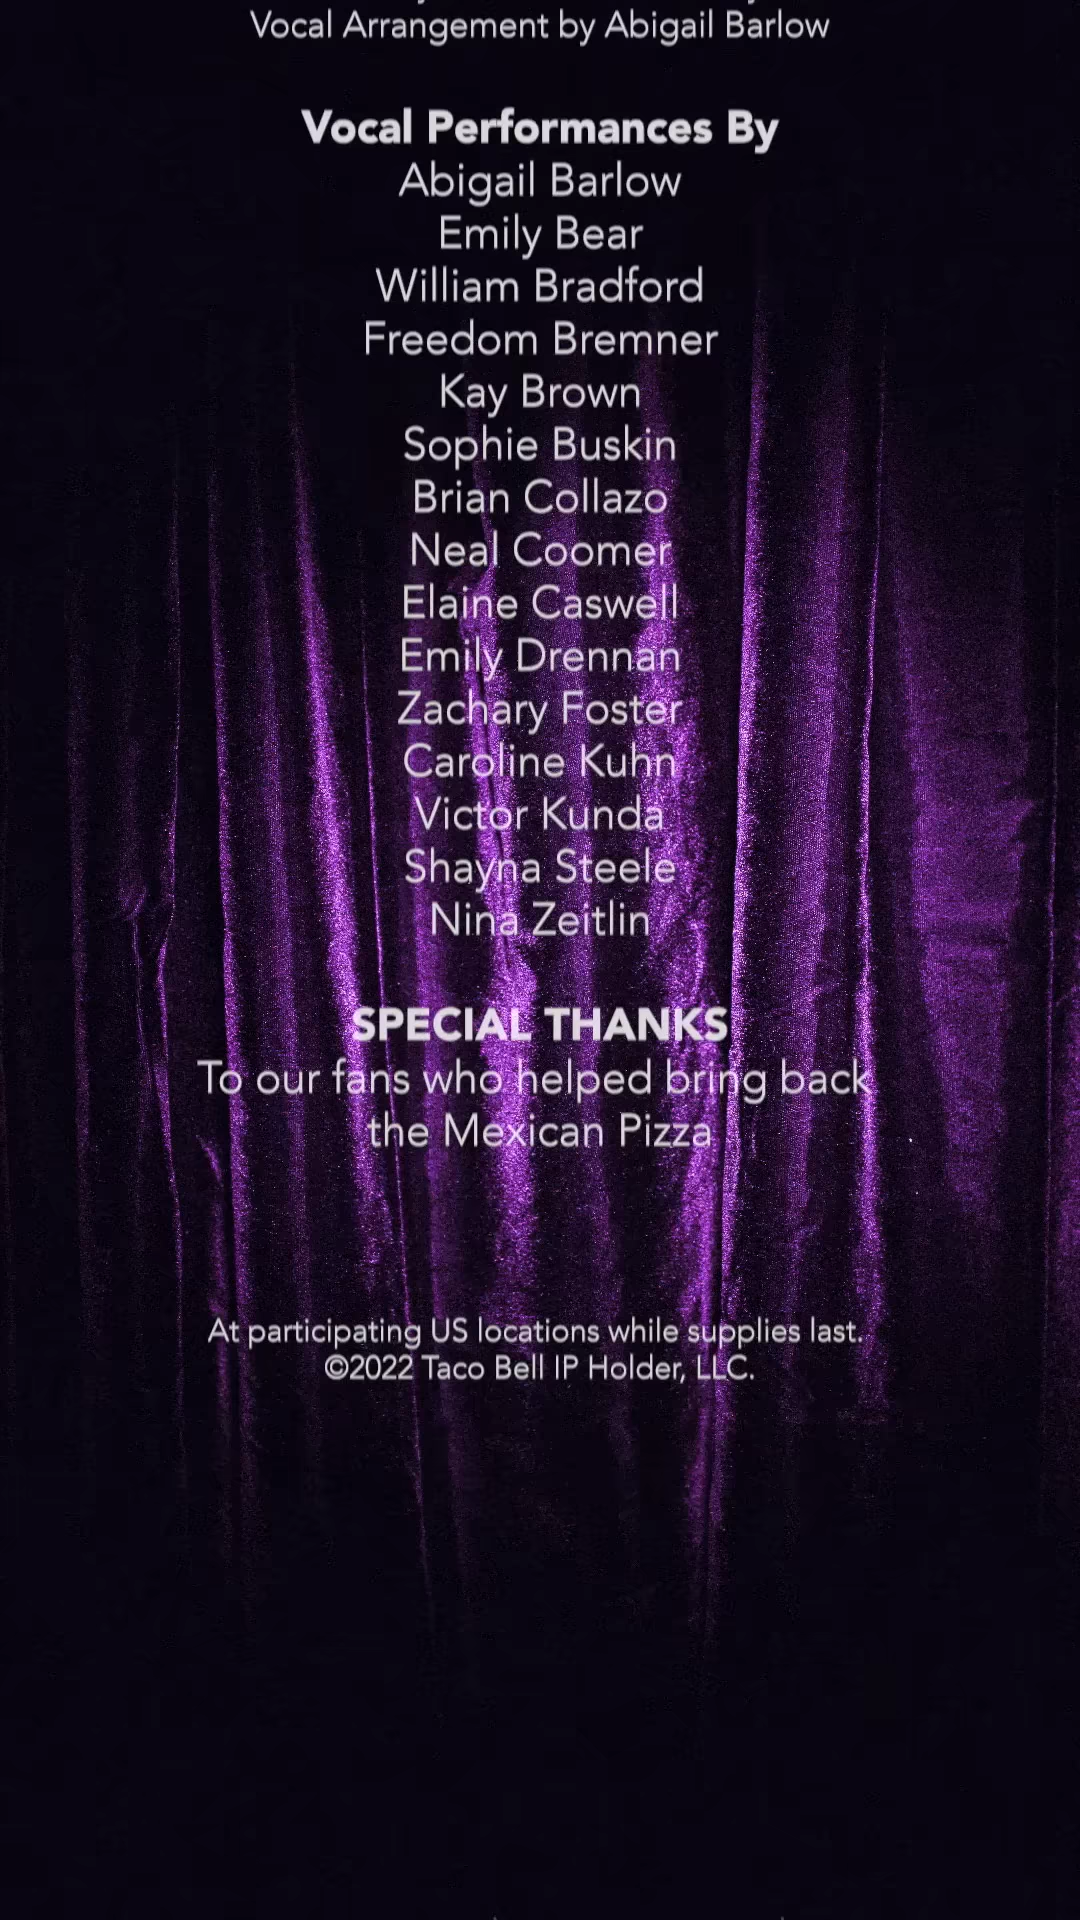 Vocal Arrangement by Abigail Barlow
Vocal Performances By
Abigail Barlow
Emily Bear
William Bradford
Freedom Bremner
Kay Brown
Sophie Buskin
Brian Collazo
Neal Coomer
Elaine Caswell
Emily Drennan
Zachary Foster
Caroline Kuhn
Victor Kunda
Shayna Steele
Nina Zeitlin
SPECIAL THANKS
To our fans who helped bring back
the Mexican Pizza
At participating US locations while supplies last.
©2022 Taco Bell IP Holder, LLC.